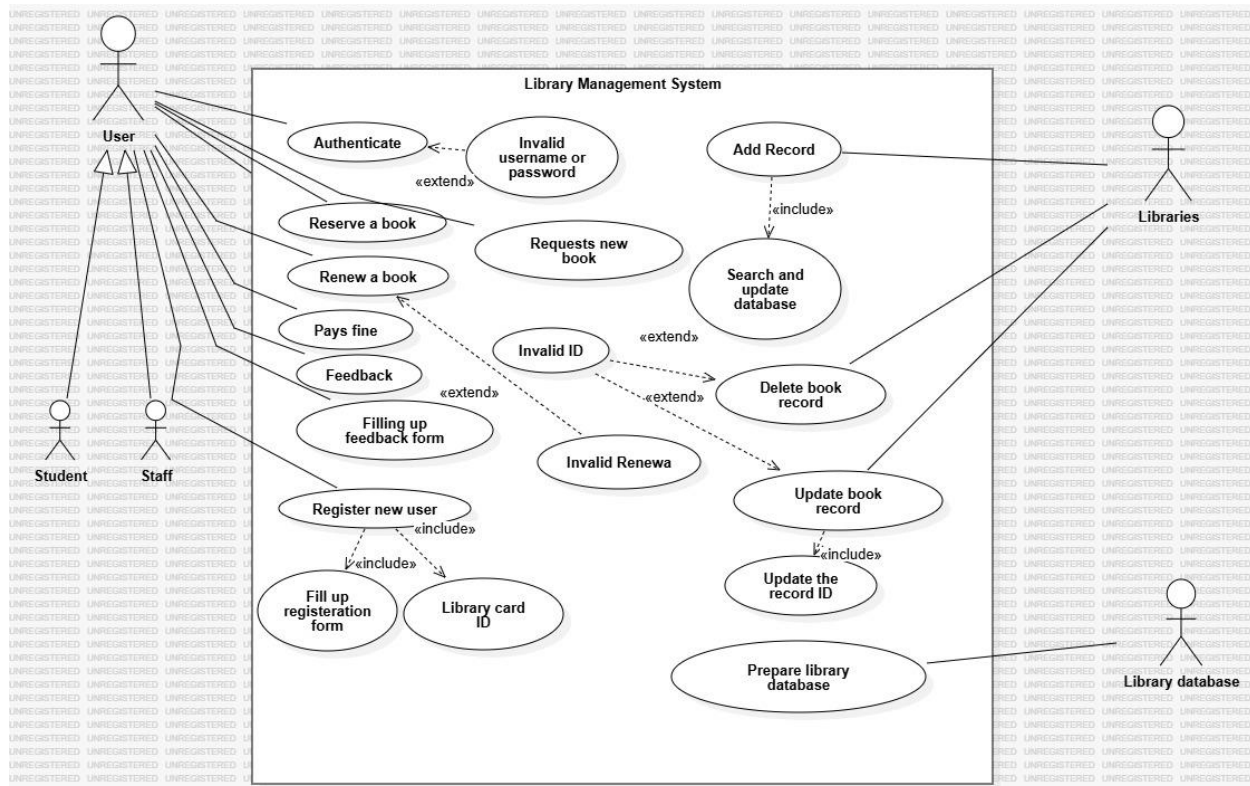 Library Management System
User
Authenticate
Invalid
username or
password
«extend»
Add Record
Libraries
«include»
Reserve a book
Requests new
book
Renew a book
Search and
update
database
Pays fine
Invalid ID
«extend»
Feedback
Delete book
record
«extend»
«extend»
Filling up
feedback form
Student
Staff
Invalid Renewa
Update book
record
Register new user
«include»
«include»
«include»
Update the
record ID
Fill up
registeration
form
Library card
ID
Prepare library
database
Library database
UNREGISTERED